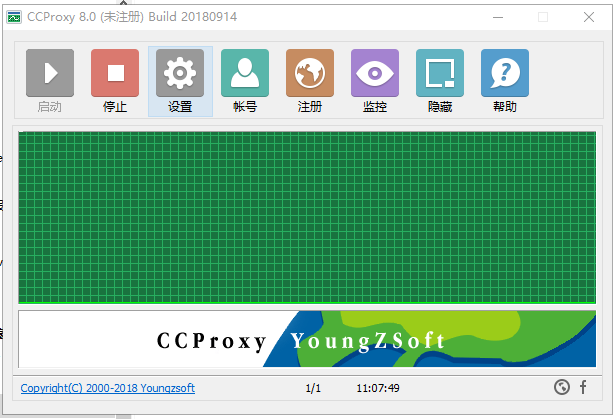 CCProxy 8.0 (未注册) Build 20180914
启动 停止 设置 帐号 注册 监控 隐藏 帮助
CCProxy YoungZSoft
Copyright(C) 2000-2018 Youngzsoft 1/1 11:07:49